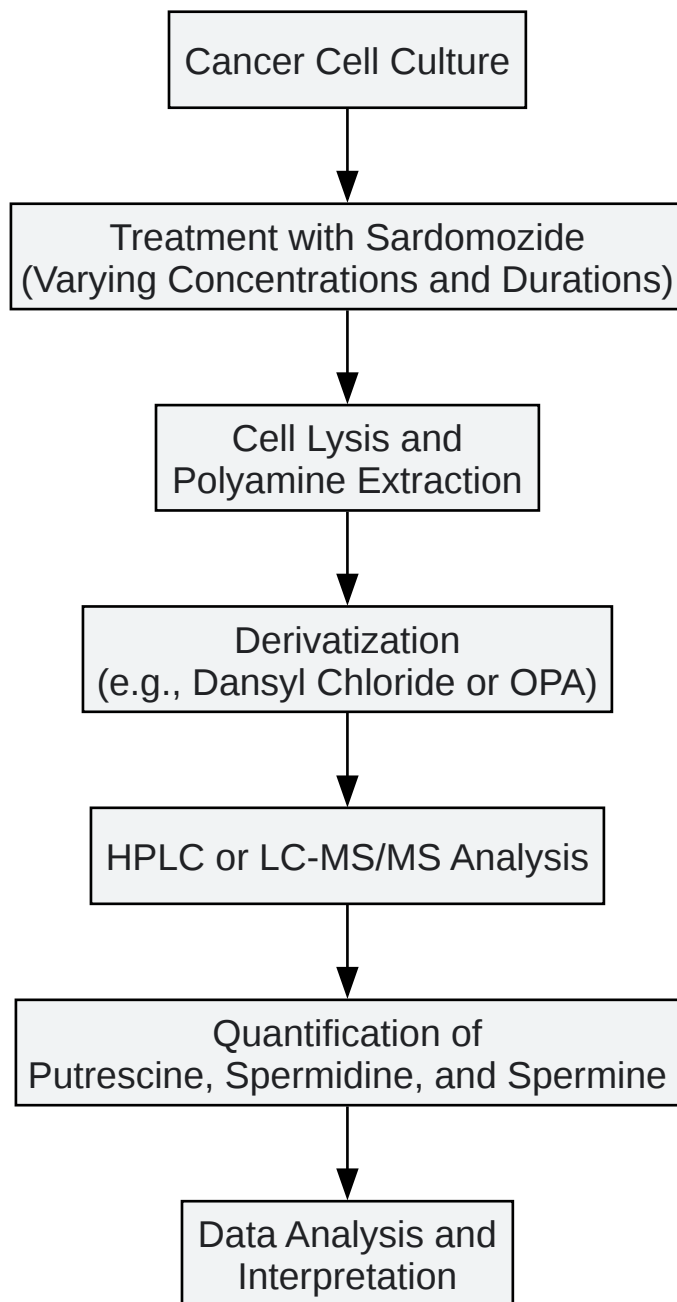 Cancer Cell Culture
Treatment with Sardomozide
(Varying Concentrations and Durations)
Cell Lysis and
Polyamine Extraction
Derivatization
(e.g., Dansyl Chloride or OPA)
HPLC or LC-MS/MS Analysis
Quantification of
Putrescine, Spermidine, and Spermine
Data Analysis and
Interpretation